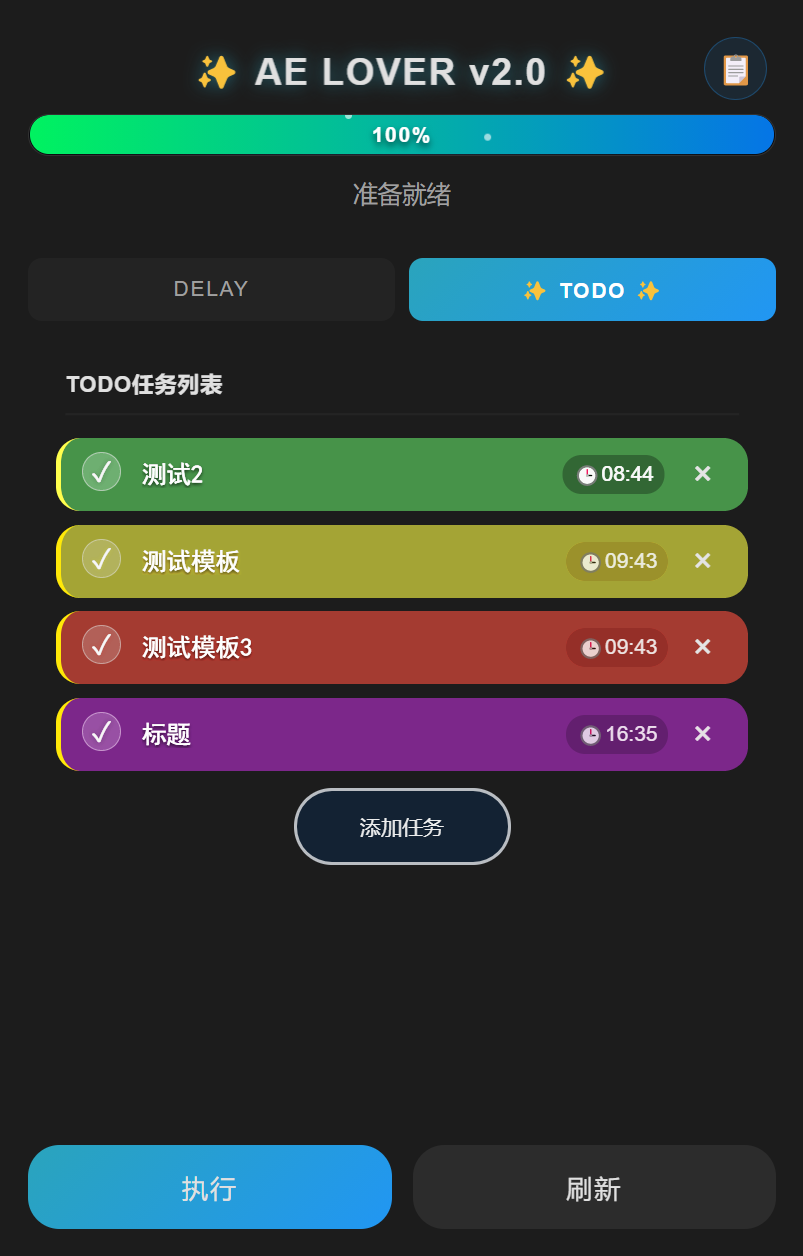 ✨ AE LOVER v2.0 ✨
100%
准备就绪
DELAY
✨ TODO ✨
TODO任务列表
✓ 测试2 08:44 ✕
✓ 测试模板 09:43 ✕
✓ 测试模板3 09:43 ✕
✓ 标题 16:35 ✕
添加任务
执行
刷新